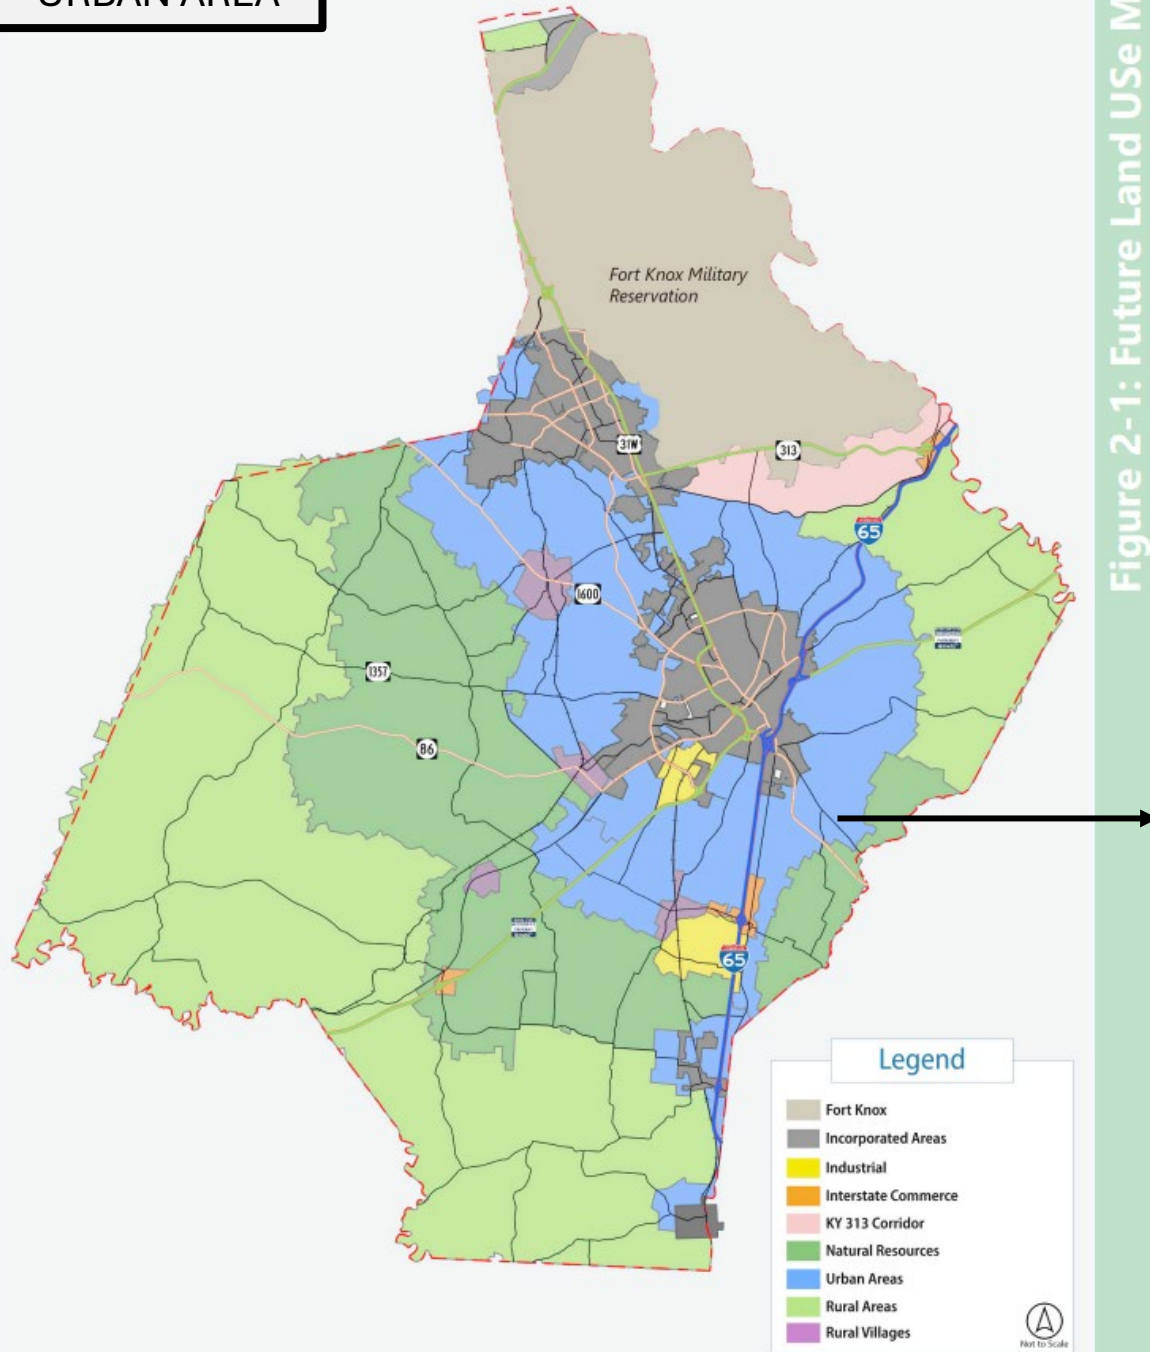 URBAN AREA
Figure 2-1: Future Land USe M
Fort Knox Military
Reservation
31W
313
65
1600
1357
86
65
Legend
Fort Knox
Incorporated Areas
Industrial
Interstate Commerce
KY 313 Corridor
Natural Resources
Urban Areas
Rural Areas
Rural Villages
Not to Scale